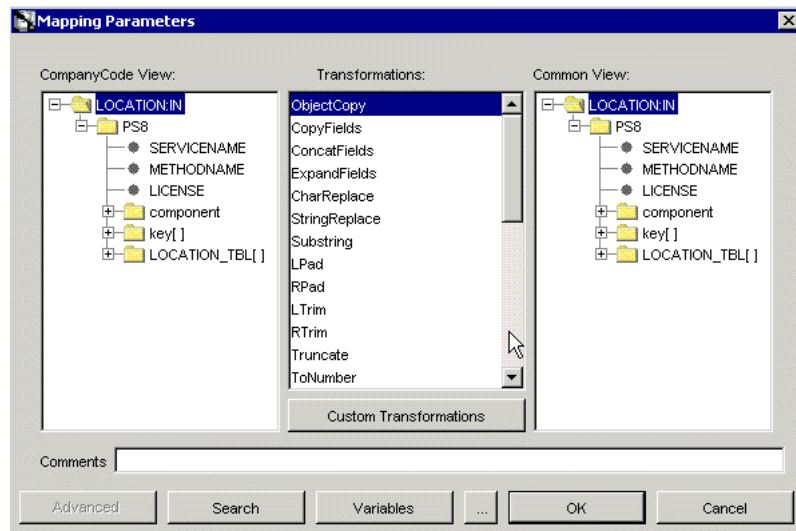 Mapping Parameters
CompanyCode View:
LOCATION:IN
PS8
SERVICENAME
METHODNAME
LICENSE
component
key[ ]
LOCATION_TBL[ ]
Transformations:
ObjectCopy
CopyFields
ConcatFields
ExpandFields
CharReplace
StringReplace
Substring
LPad
RPad
LTrim
RTrim
Truncate
ToNumber
Custom Transformations
Common View:
LOCATION:IN
PS8
SERVICENAME
METHODNAME
LICENSE
component
key[ ]
LOCATION_TBL[ ]
Comments
Advanced
Search
Variables
...
OK
Cancel